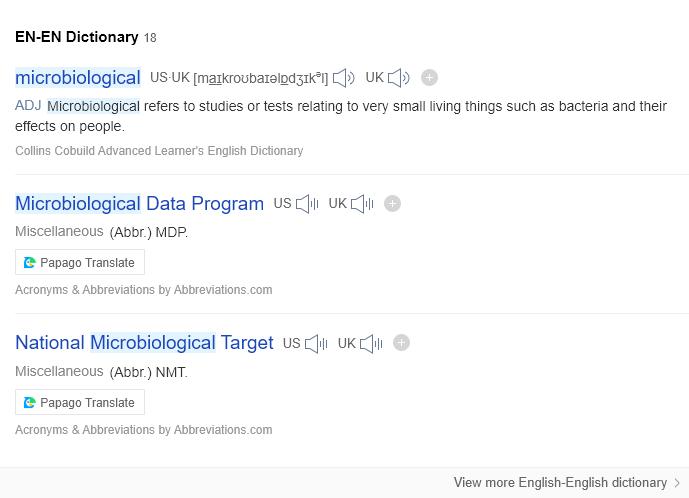 EN-EN Dictionary 18
microbiological US·UK [maɪkroʊbaɪəlɒdʒɪkᵊl] UK
ADJ Microbiological refers to studies or tests relating to very small living things such as bacteria and their
effects on people.
Collins Cobuild Advanced Learner's English Dictionary
Microbiological Data Program US UK
Miscellaneous (Abbr.) MDP.
Papago Translate
Acronyms & Abbreviations by Abbreviations.com
National Microbiological Target US UK
Miscellaneous (Abbr.) NMT.
Papago Translate
Acronyms & Abbreviations by Abbreviations.com
View more English-English dictionary